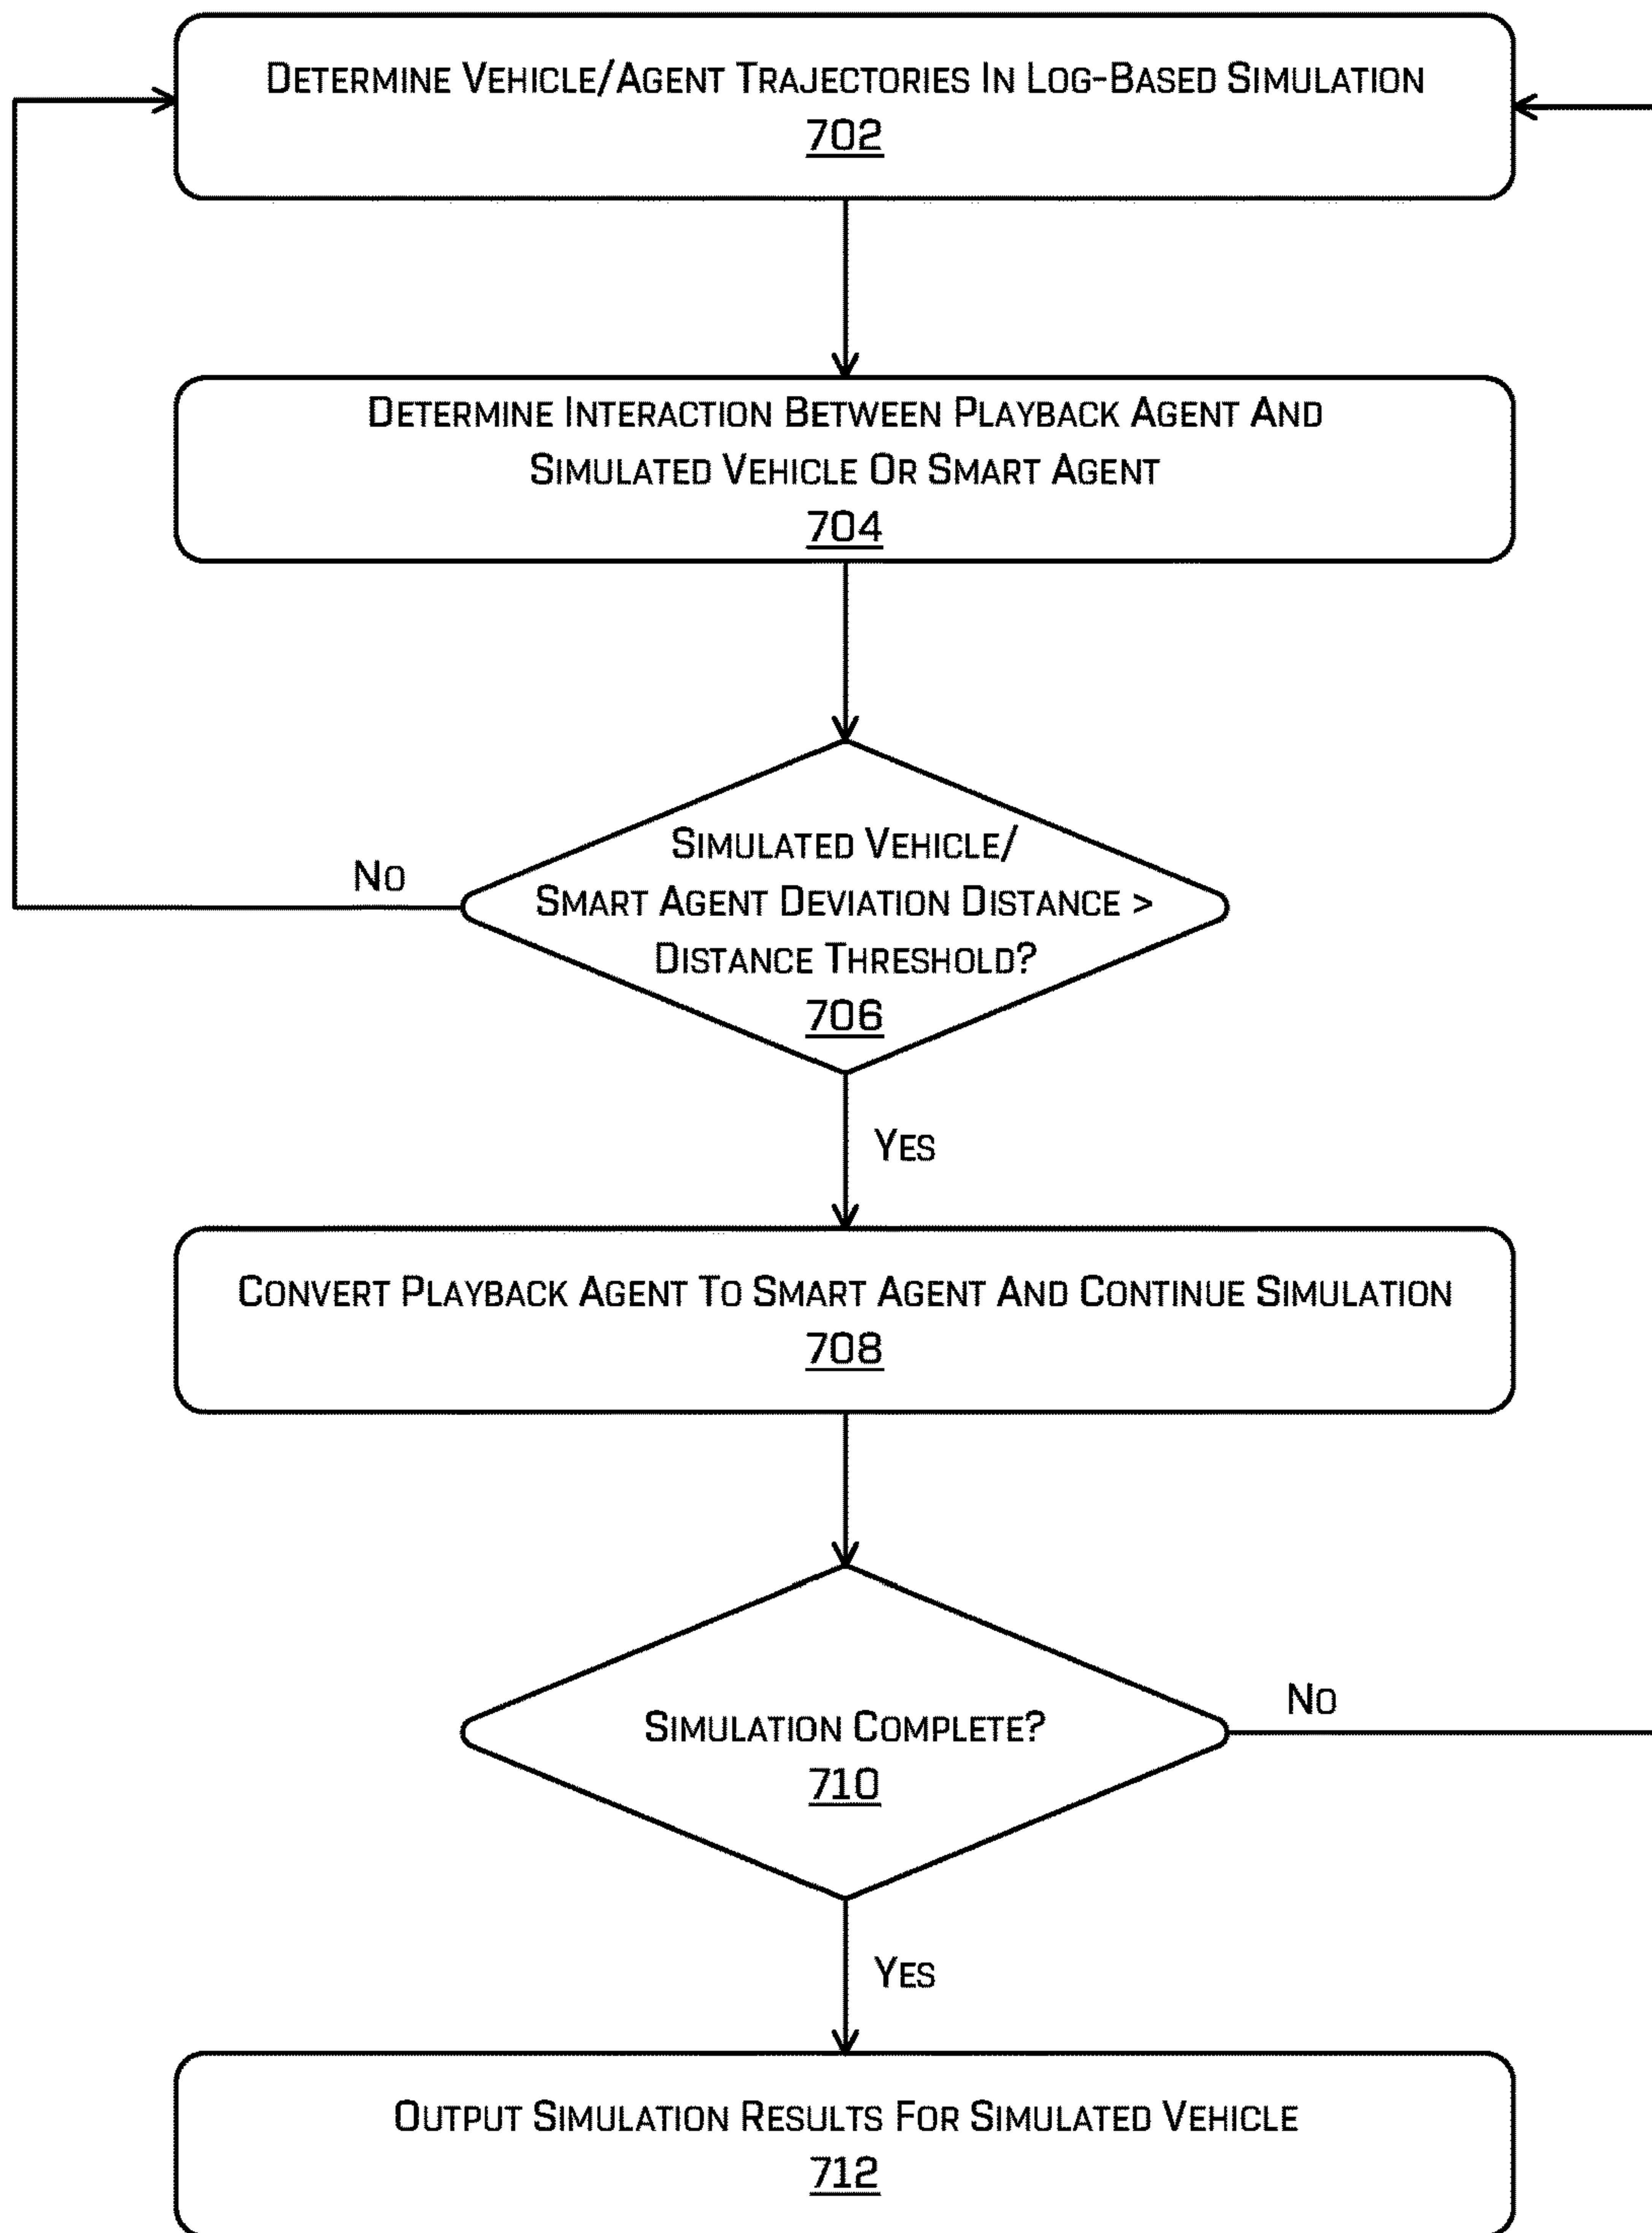 Determine Vehicle/Agent Trajectories In Log-Based Simulation
702
Determine Interaction Between Playback Agent And
Simulated Vehicle Or Smart Agent
704
Simulated Vehicle/
Smart Agent Deviation Distance >
Distance Threshold?
706
No
Yes
Convert Playback Agent To Smart Agent And Continue Simulation
708
Simulation Complete?
710
No
Yes
Output Simulation Results For Simulated Vehicle
712